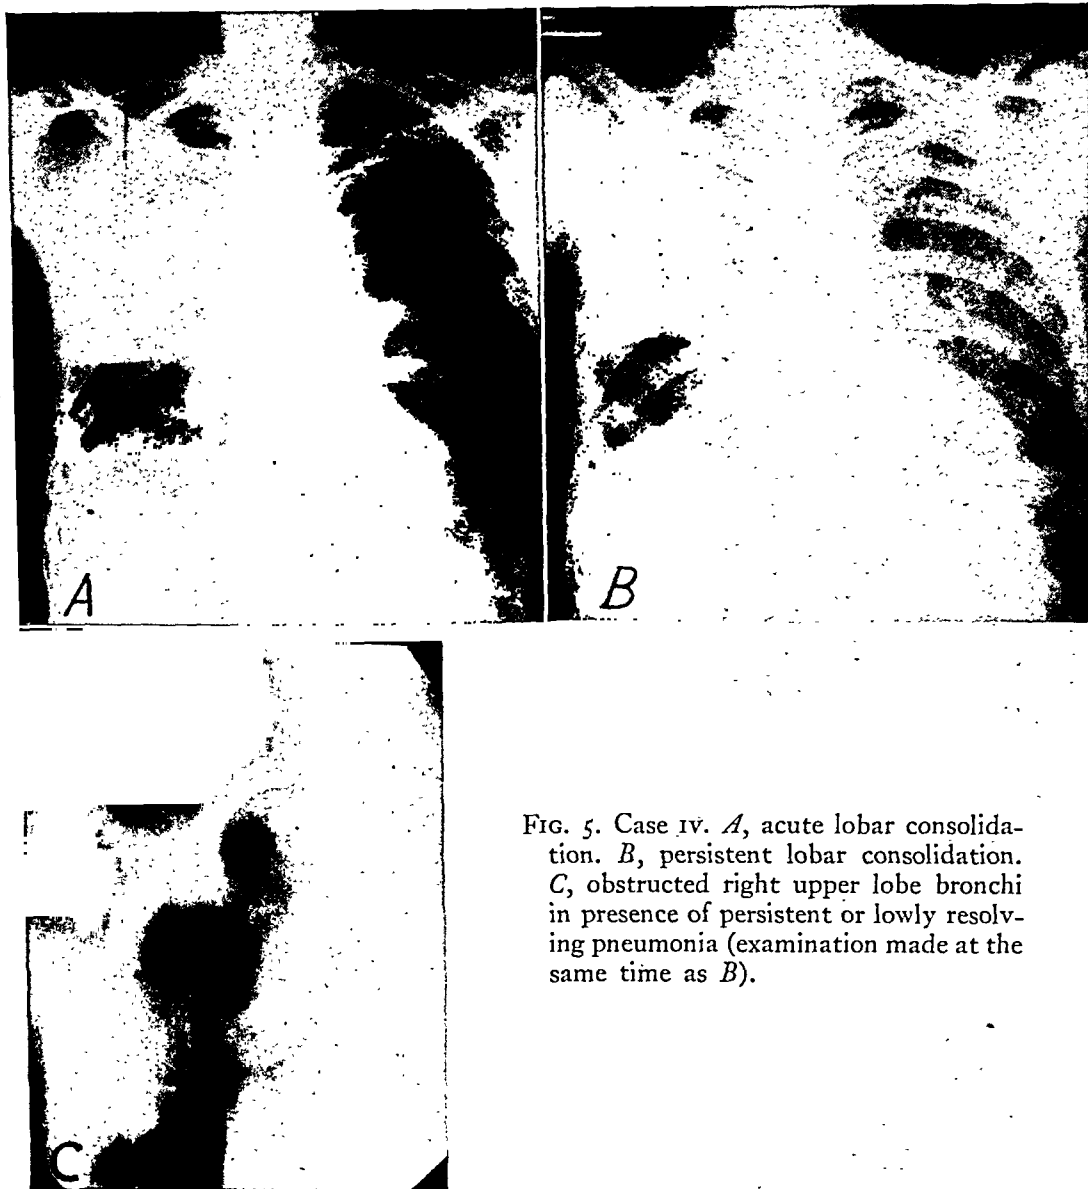 A
B
C
FIG. 5. Case IV. A, acute lobar consolida-
tion. B, persistent lobar consolidation.
C, obstructed right upper lobe bronchi
in presence of persistent or lowly resolv-
ing pneumonia (examination made at the
same time as B).